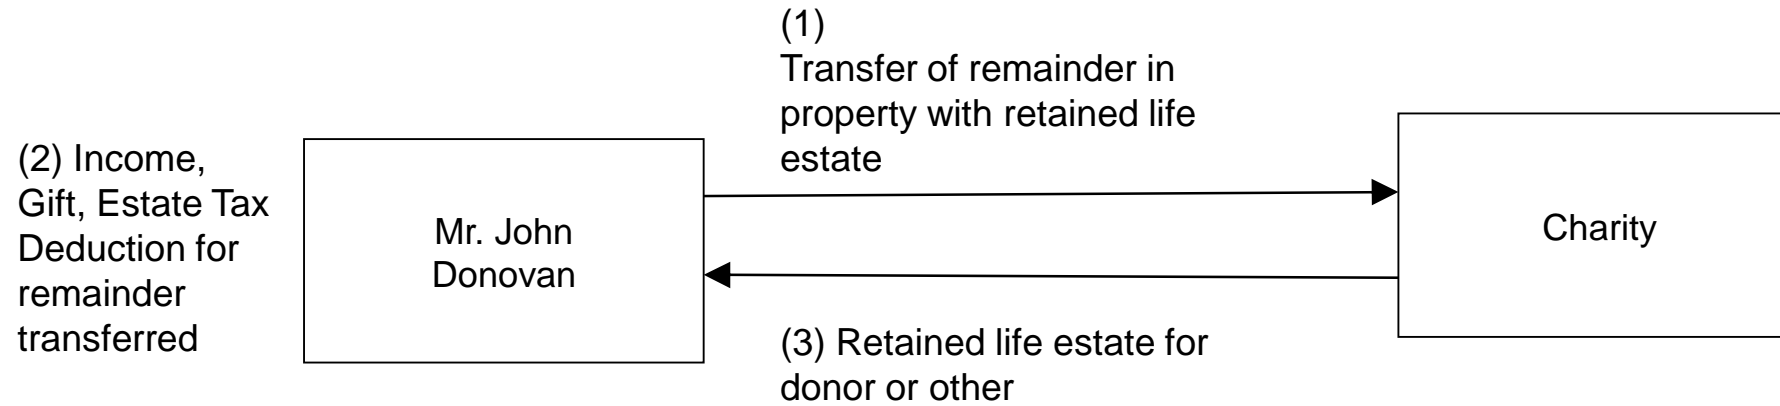 (1)
Transfer of remainder in
property with retained life
estate
(2) Income,
Gift, Estate Tax
Deduction for
remainder
transferred
Mr. John
Donovan
Charity
(3) Retained life estate for
donor or other